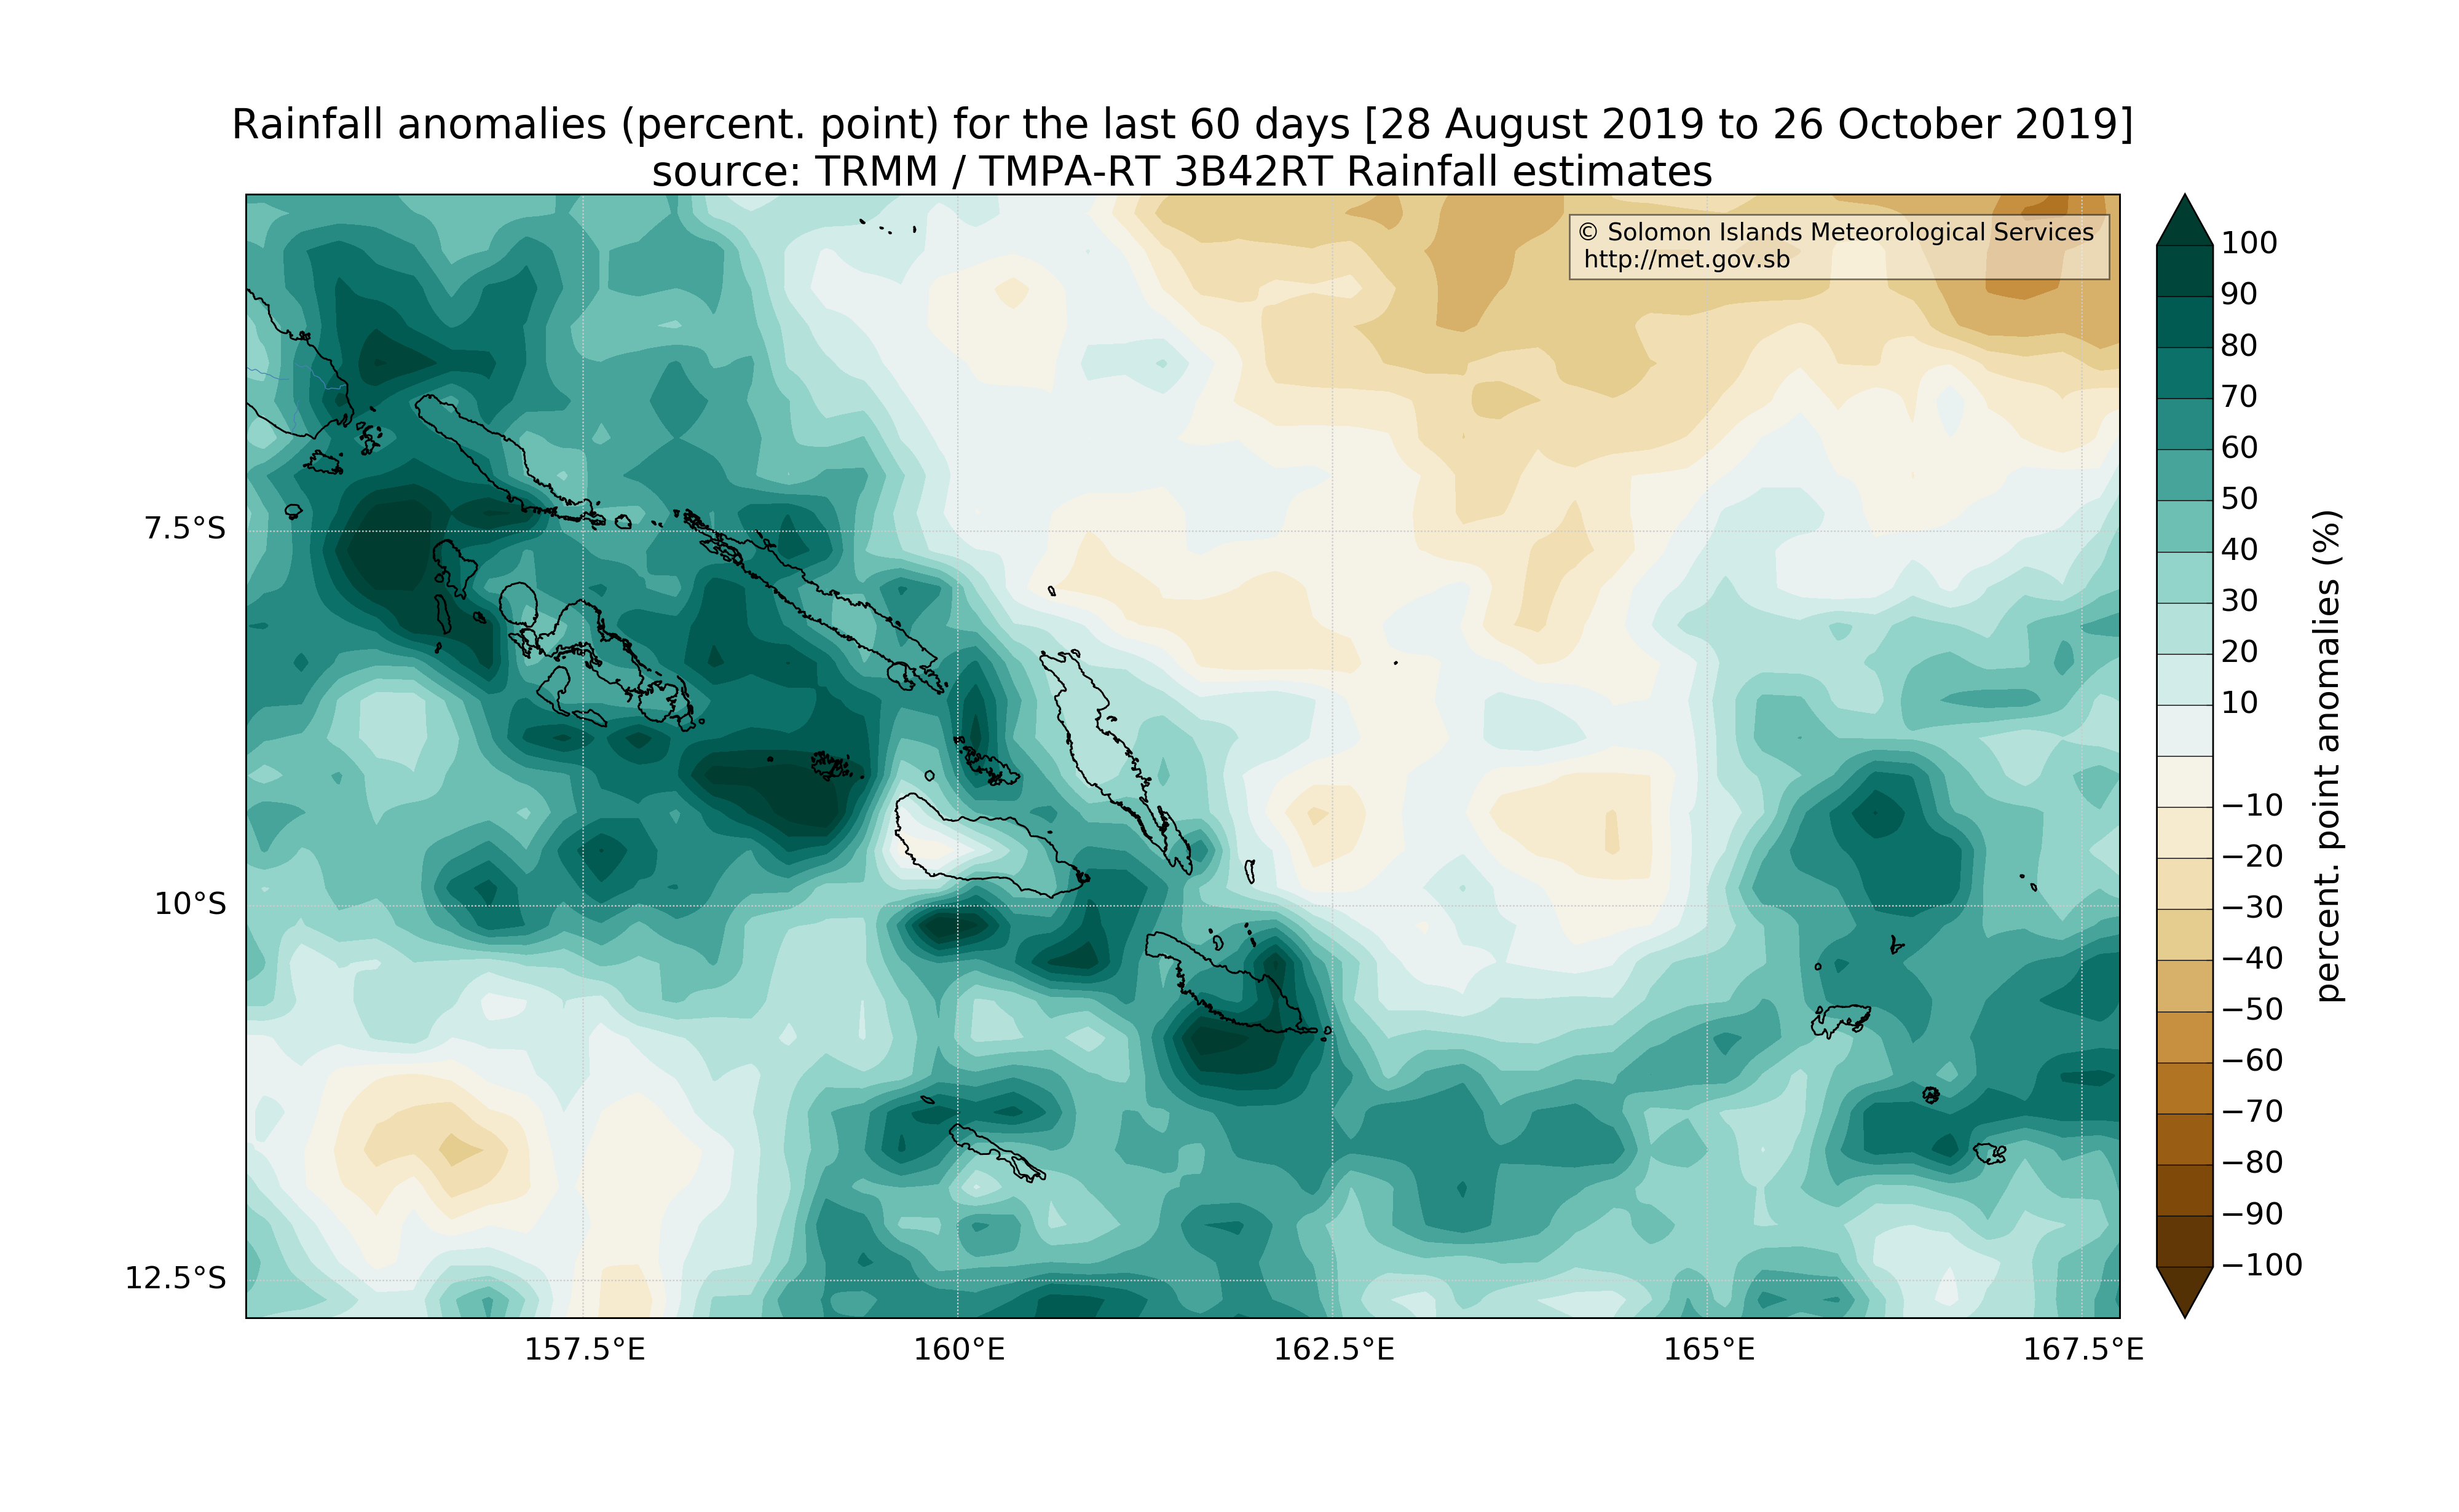 Rainfall anomalies (percent. point) for the last 60 days [28 August 2019 to 26 October 2019]
source: TRMM / TMPA-RT 3B42RT Rainfall estimates
© Solomon Islands Meteorological Services
http://met.gov.sb
7.5°S
10°S
12.5°S
157.5°E
160°E
162.5°E
165°E
167.5°E
100
90
80
70
60
50
40
30
20
10
−10
−20
−30
−40
−50
−60
−70
−80
−90
−100
percent. point anomalies (%)